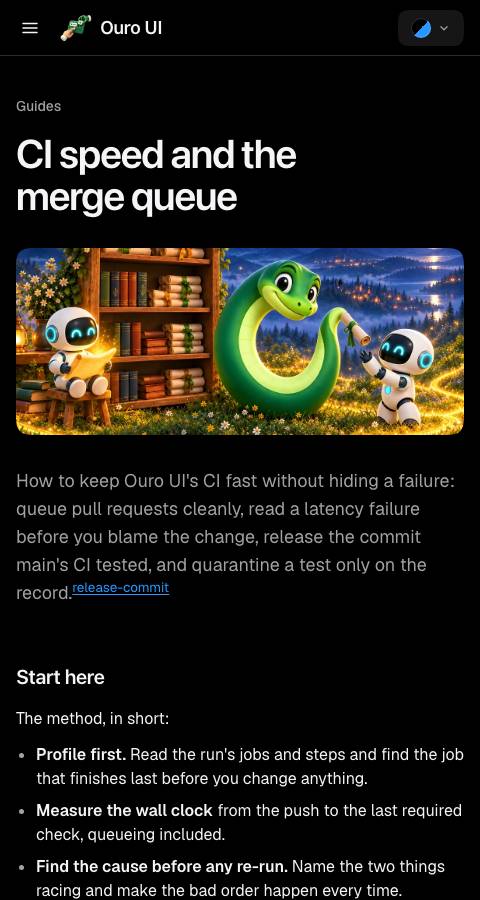 Ouro UI
Guides
CI speed and the
merge queue
How to keep Ouro UI's CI fast without hiding a failure:
queue pull requests cleanly, read a latency failure
before you blame the change, release the commit
main's CI tested, and quarantine a test only on the
record.release-commit
Start here
The method, in short:
• Profile first. Read the run's jobs and steps and find the job
that finishes last before you change anything.
• Measure the wall clock from the push to the last required
check, queueing included.
• Find the cause before any re-run. Name the two things
racing and make the bad order happen every time.